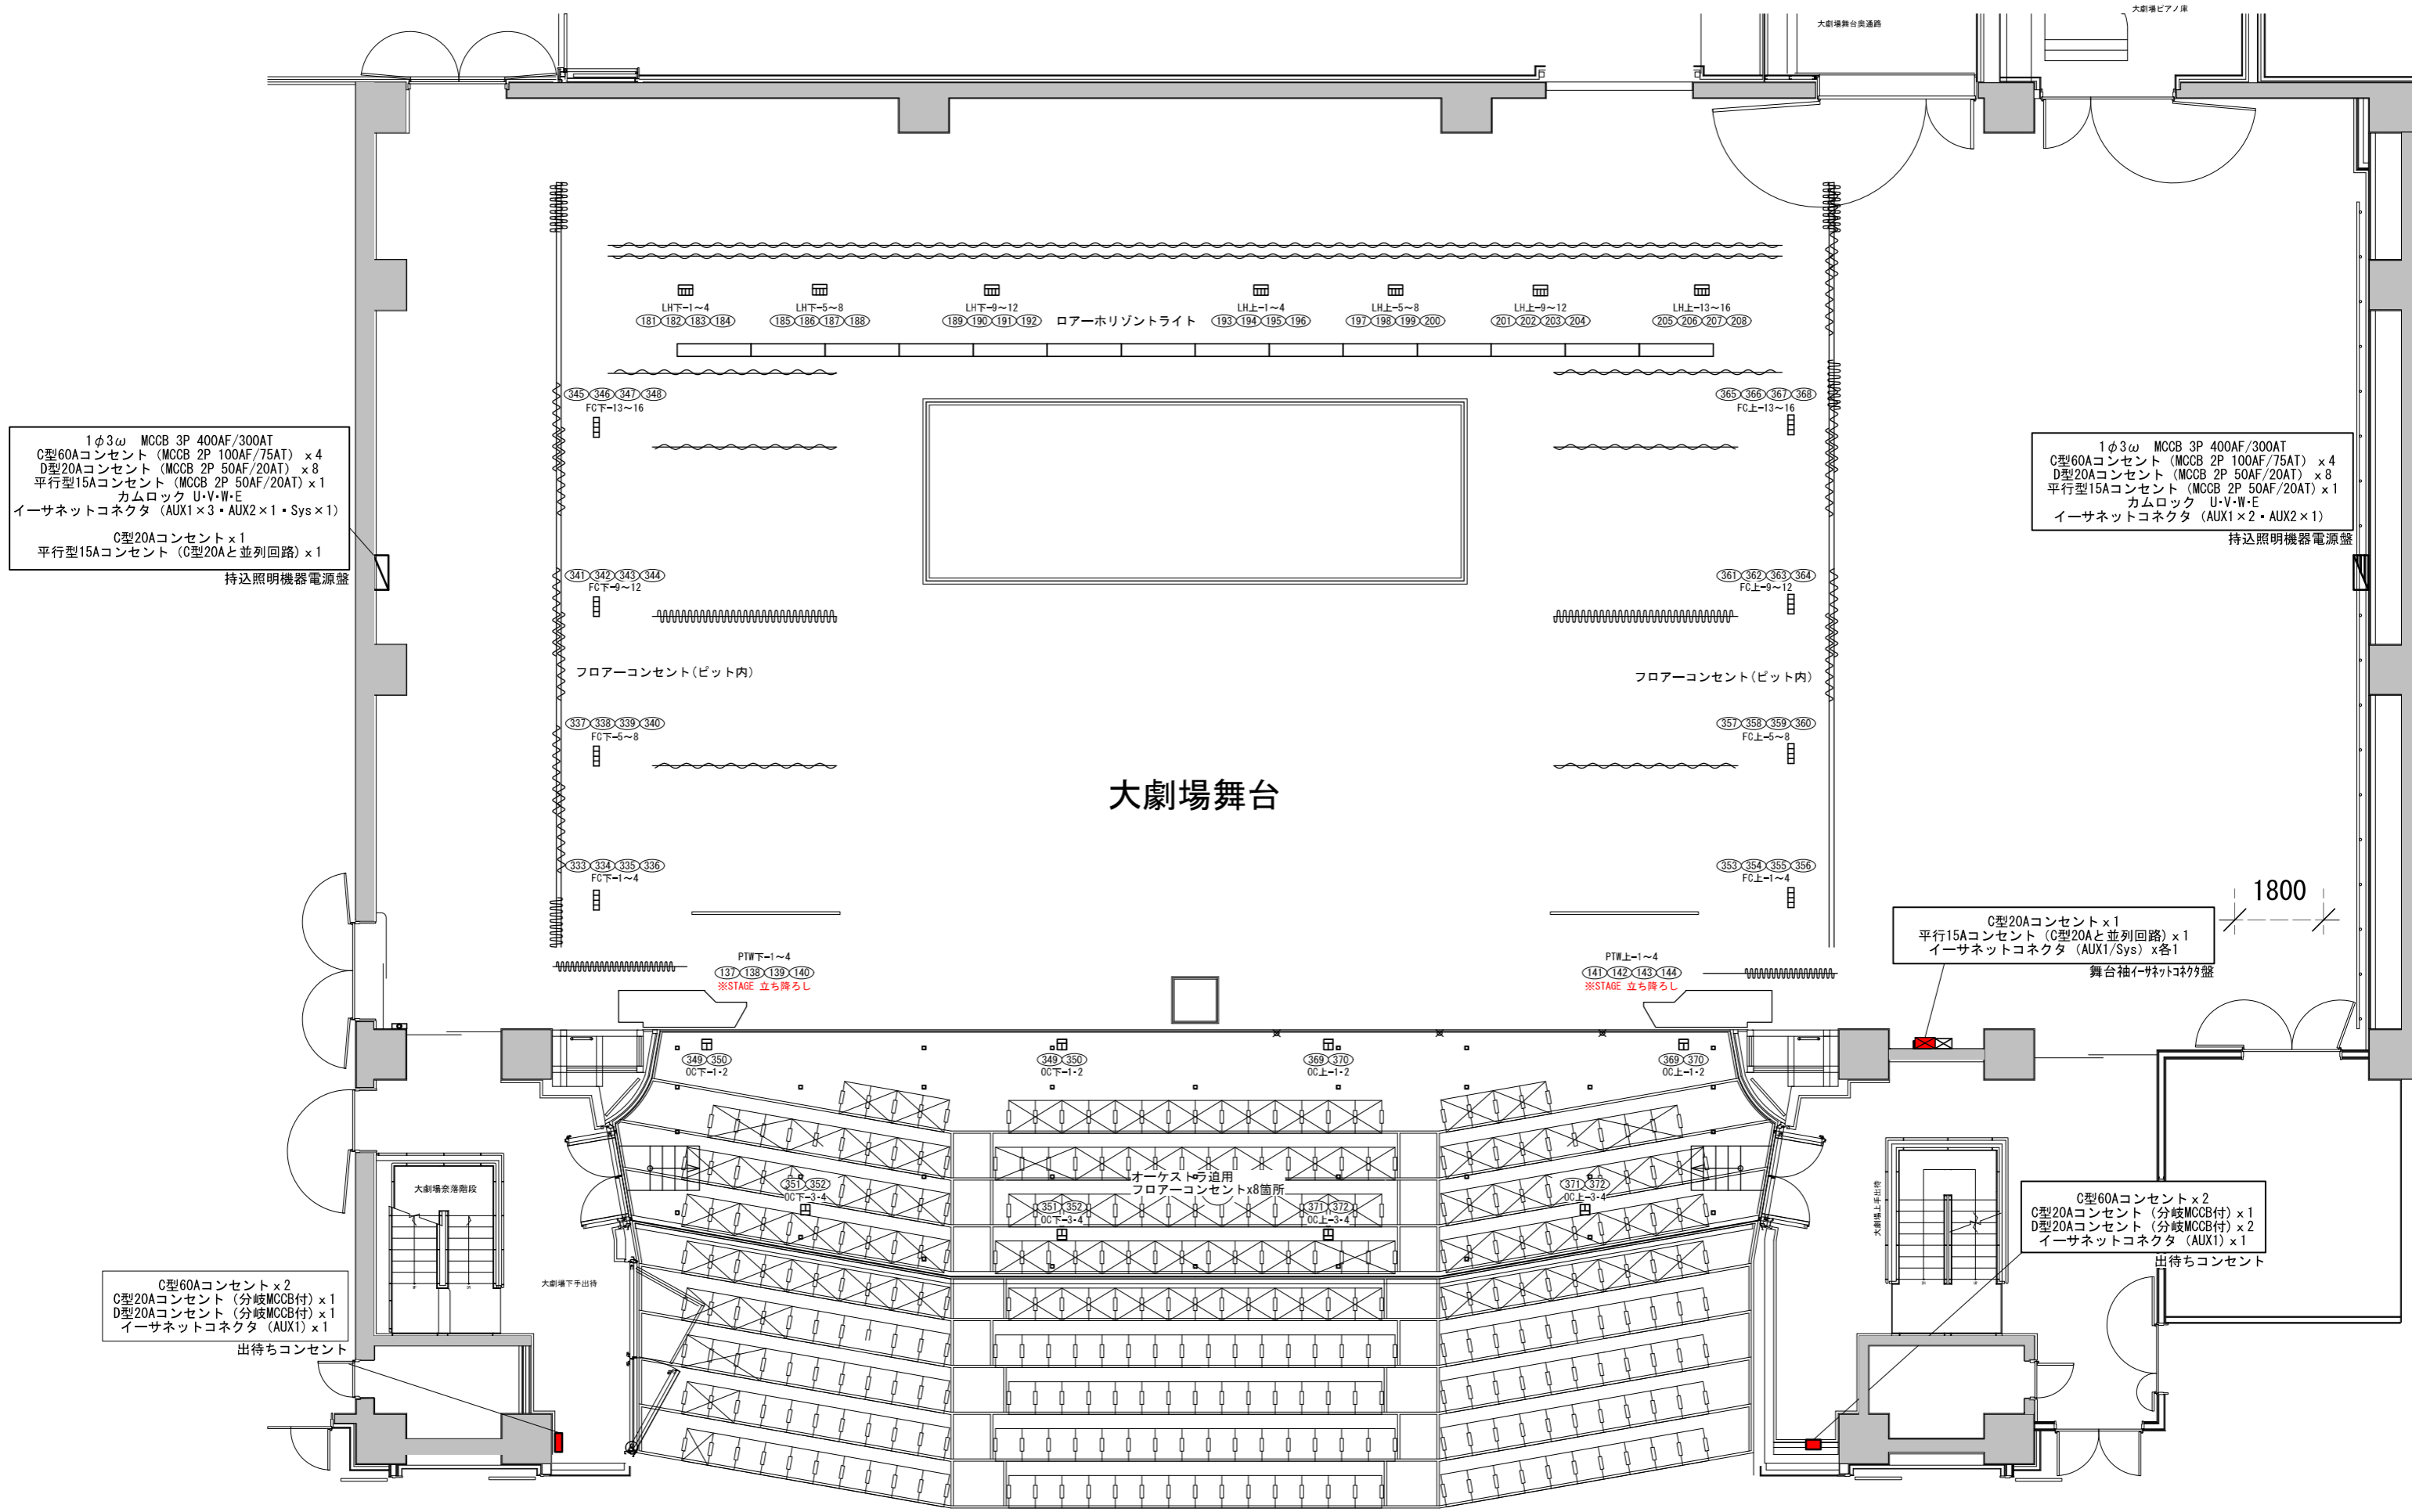 大劇場ピアノ庫
大劇場舞台奥通路
LH下-1～4
181 182 183 184
LH下-5～8
185 186 187 188
LH下-9～12
189 190 191 192
ロアーホリゾントライト
LH上-1～4
193 194 195 196
LH上-5～8
197 198 199 200
LH上-9～12
201 202 203 204
LH上-13～16
205 206 207 208
345 346 347 348
FC下-13～16
365 366 367 368
FC上-13～16
1φ3ω MCCB 3P 400AF/300AT
C型60Aコンセント (MCCB 2P 100AF/75AT) x4
D型20Aコンセント (MCCB 2P 50AF/20AT) x8
平行型15Aコンセント (MCCB 2P 50AF/20AT) x1
カムロック U・V・W・E
イーサネットコネクタ (AUX1×3・AUX2×1・Sys×1)
C型20Aコンセント x1
平行型15Aコンセント (C型20Aと並列回路) x1
持込照明機器電源盤
1φ3ω MCCB 3P 400AF/300AT
C型60Aコンセント (MCCB 2P 100AF/75AT) x4
D型20Aコンセント (MCCB 2P 50AF/20AT) x8
平行型15Aコンセント (MCCB 2P 50AF/20AT) x1
カムロック U・V・W・E
イーサネットコネクタ (AUX1×2・AUX2×1)
持込照明機器電源盤
341 342 343 344
FC下-9～12
361 362 363 364
FC上-9～12
フロアーコンセント(ピット内)
フロアーコンセント(ピット内)
337 338 339 340
FC下-5～8
357 358 359 360
FC上-5～8
大劇場舞台
333 334 335 336
FC下-1～4
353 354 355 356
FC上-1～4
1800
C型20Aコンセント x1
平行15Aコンセント (C型20Aと並列回路) x1
イーサネットコネクタ (AUX1/Sys) x各1
舞台袖イーサネットコネクタ盤
PTW下-1～4
137 138 139 140
※STAGE 立ち降ろし
PTW上-1～4
141 142 143 144
※STAGE 立ち降ろし
349 350
OC下-1・2
349 350
OC下-1・2
369 370
OC上-1・2
369 370
OC上-1・2
オーケストラ迫用
フロアーコンセントx8箇所
351 352
OC下-3・4
351 352
OC下-3・4
371 372
OC上-3・4
371 372
OC上-3・4
大劇場奈落階段
大劇場下手出待
大劇場上手出待
C型60Aコンセント x2
C型20Aコンセント (分岐MCCB付) x1
D型20Aコンセント (分岐MCCB付) x2
イーサネットコネクタ (AUX1) x1
出待ちコンセント
C型60Aコンセント x2
C型20Aコンセント (分岐MCCB付) x1
D型20Aコンセント (分岐MCCB付) x1
イーサネットコネクタ (AUX1) x1
出待ちコンセント